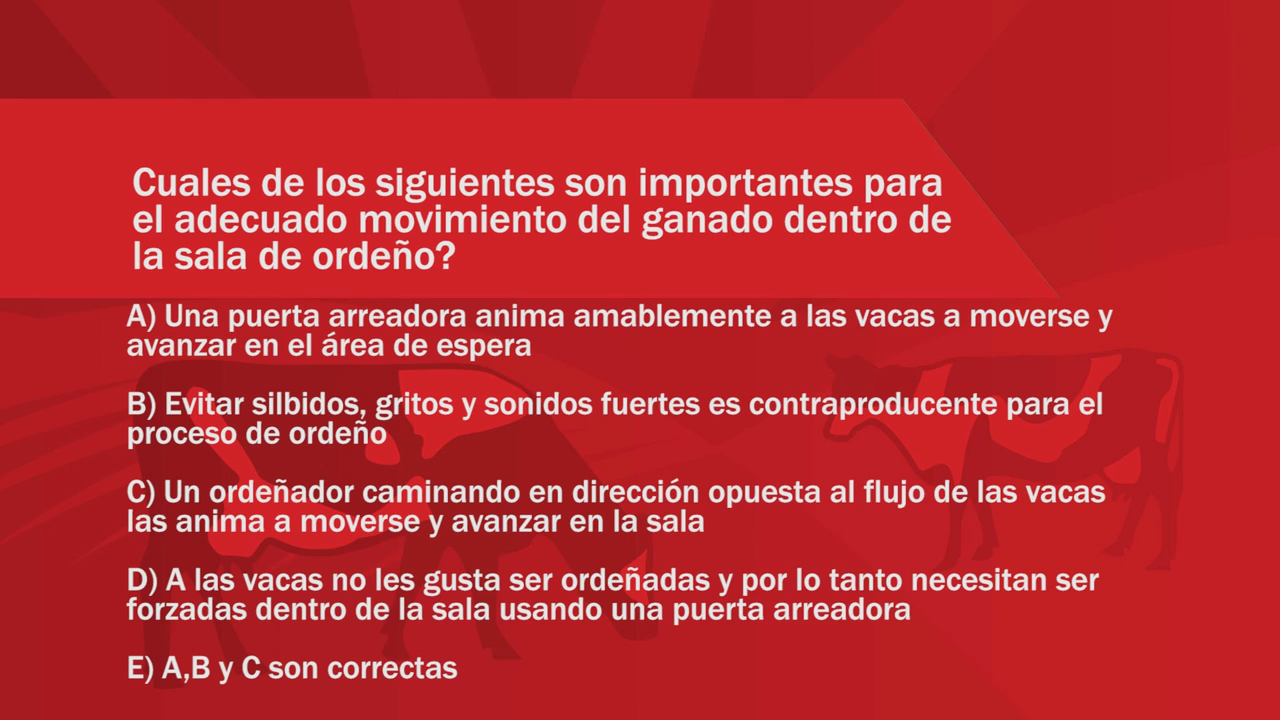 Cuales de los siguientes son importantes para
el adecuado movimiento del ganado dentro de
la sala de ordeño?
A) Una puerta arreadora anima amablemente a las vacas a moverse y
avanzar en el área de espera
B) Evitar silbidos, gritos y sonidos fuertes es contraproducente para el
proceso de ordeño
C) Un ordeñador caminando en dirección opuesta al flujo de las vacas
las anima a moverse y avanzar en la sala
D) A las vacas no les gusta ser ordeñadas y por lo tanto necesitan ser
forzadas dentro de la sala usando una puerta arreadora
E) A,B y C son correctas